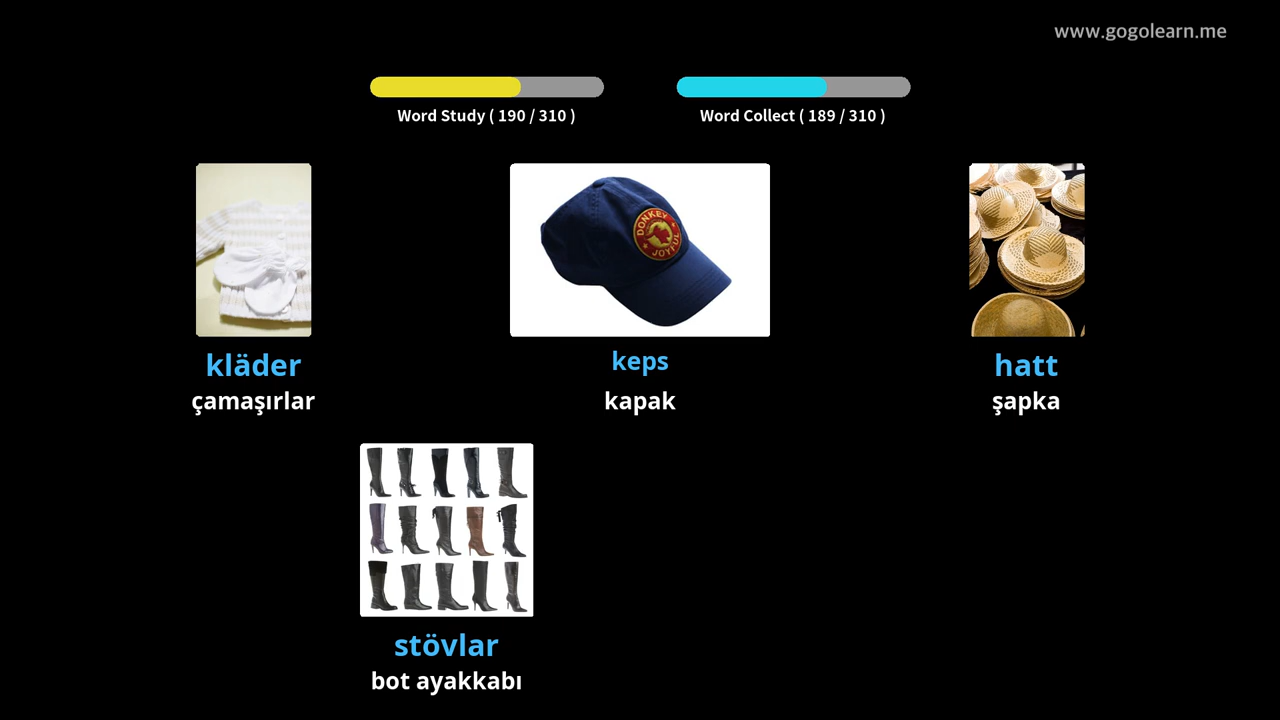 www.gogolearn.me
Word Study ( 190 / 310 )
Word Collect ( 189 / 310 )
DONKEY
JOYFUL
kläder
çamaşırlar
keps
kapak
hatt
şapka
stövlar
bot ayakkabı